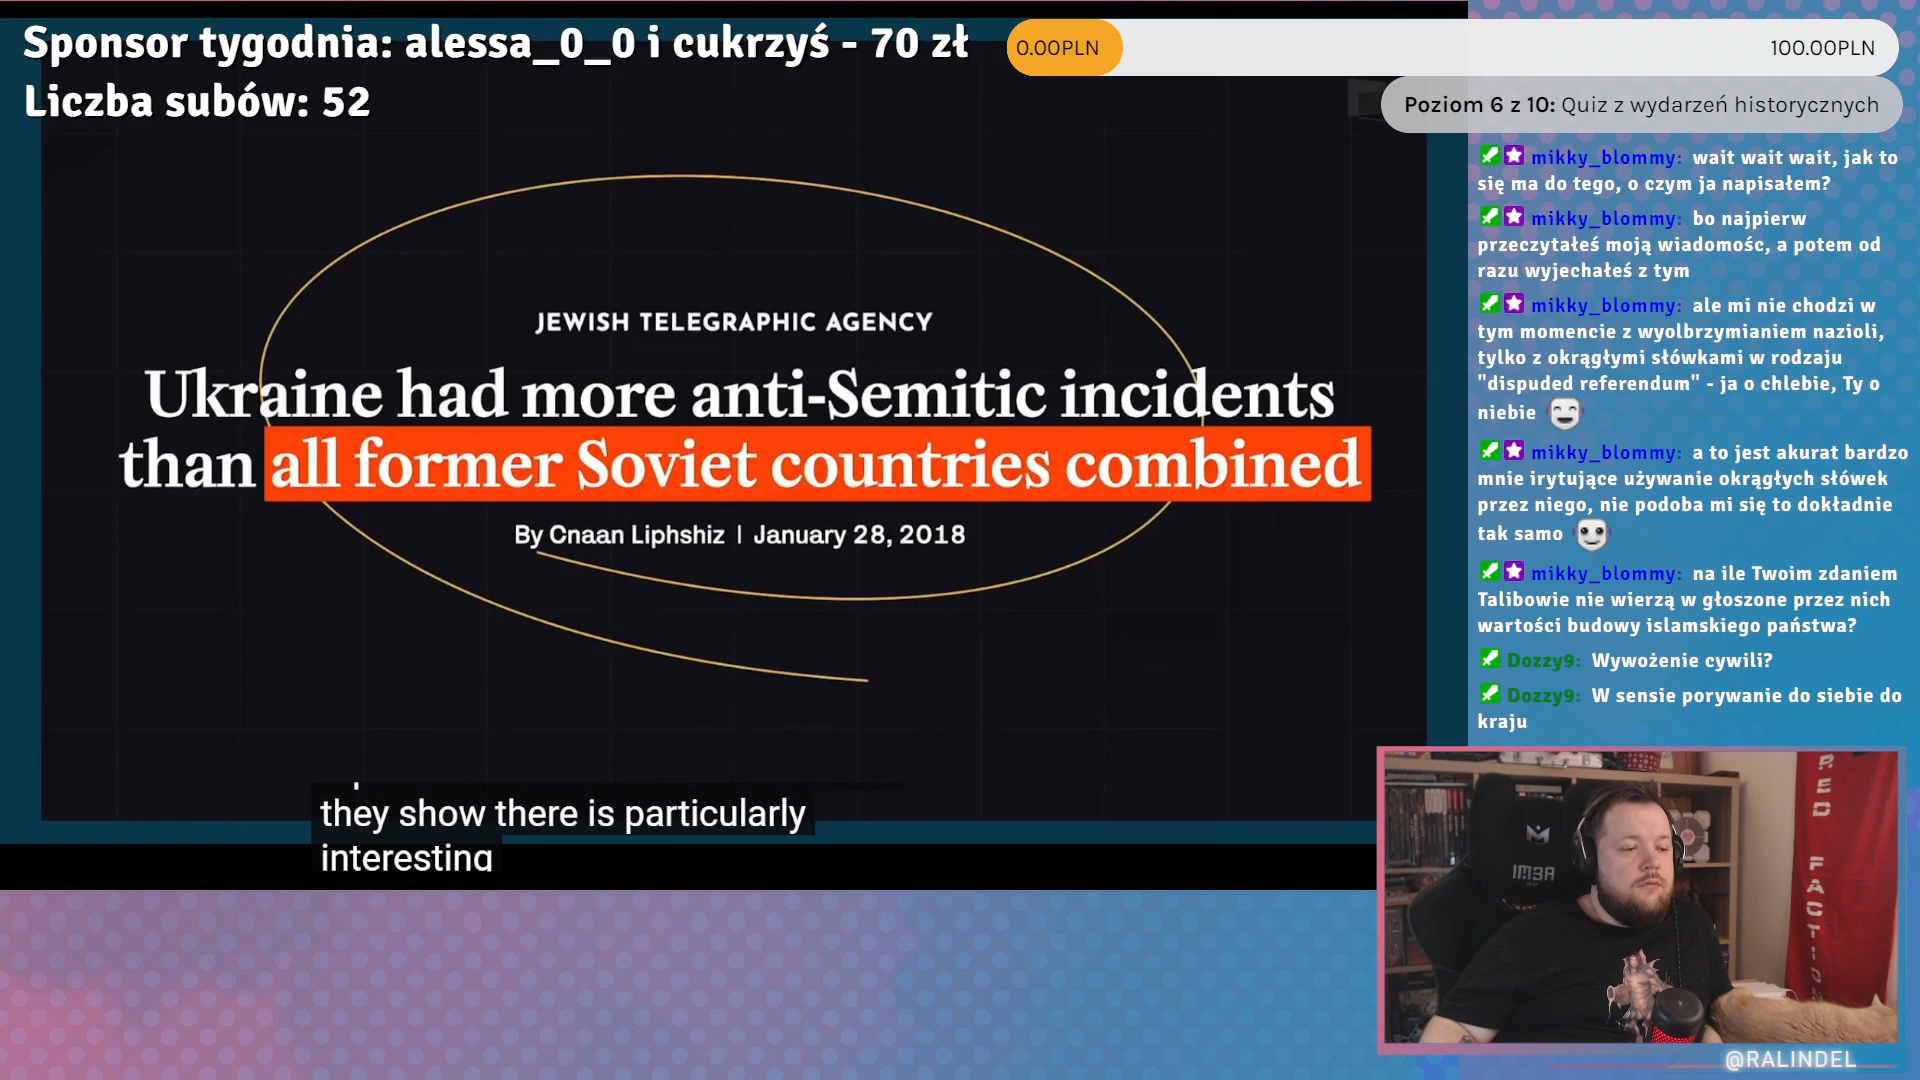 Sponsor tygodnia: alessa_0_0 i cukrzyś - 70 zł
Liczba subów: 52
0.00PLN
100.00PLN
Poziom 6 z 10: Quiz z wydarzeń historycznych
JEWISH TELEGRAPHIC AGENCY
Ukraine had more anti-Semitic incidents
than all former Soviet countries combined
By Cnaan Liphshiz | January 28, 2018
they show there is particularly
interesting
mikky_blommy: wait wait wait, jak to
się ma do tego, o czym ja napisałem?
mikky_blommy: bo najpierw
przeczytałeś moją wiadomośc, a potem od
razu wyjechałeś z tym
mikky_blommy: ale mi nie chodzi w
tym momencie z wyolbrzymianiem nazioli,
tylko z okrągłymi słówkami w rodzaju
"dispuded referendum" - ja o chlebie, Ty o
niebie
mikky_blommy: a to jest akurat bardzo
mnie irytujące używanie okrągłych słówek
przez niego, nie podoba mi się to dokładnie
tak samo
mikky_blommy: na ile Twoim zdaniem
Talibowie nie wierzą w głoszone przez nich
wartości budowy islamskiego państwa?
Dozzy9: Wywożenie cywili?
Dozzy9: W sensie porywanie do siebie do
kraju
IM3A
RED FACTIO
@RALINDEL